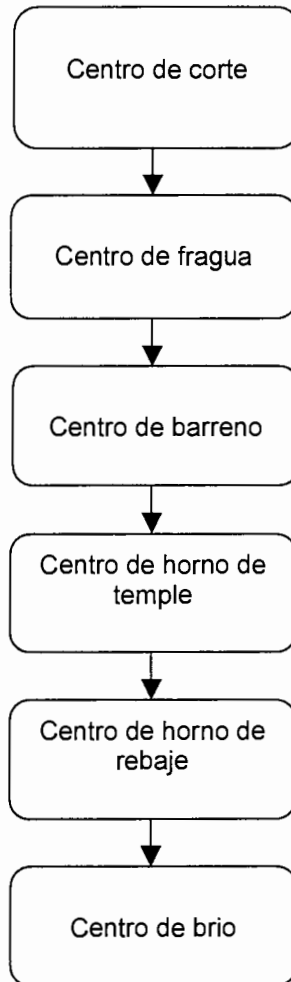 Centro de corte
Centro de fragua
Centro de barreno
Centro de horno de
temple
Centro de horno de
rebaje
Centro de brio